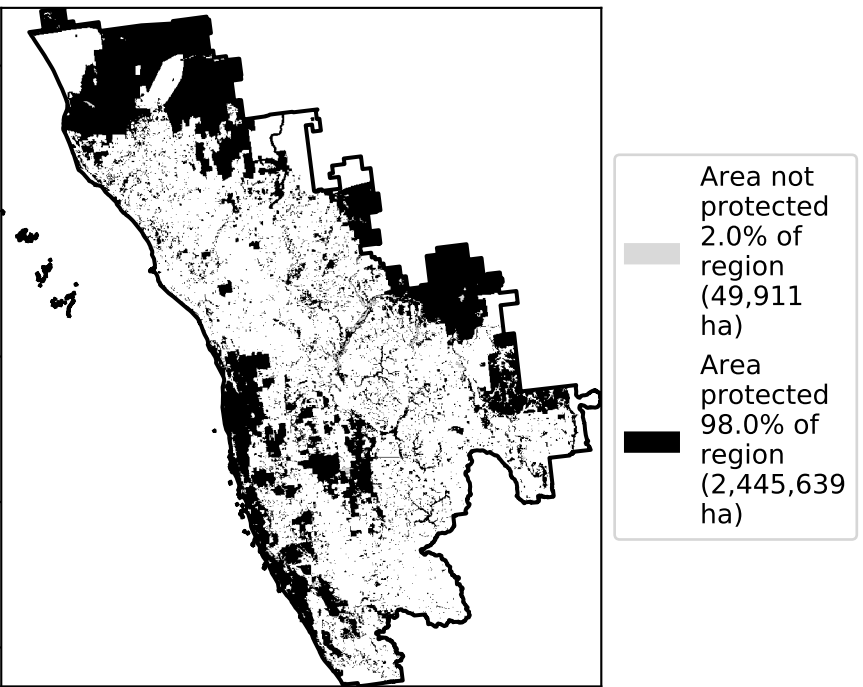 Area not
protected
2.0% of
region
(49,911
ha)
Area
protected
98.0% of
region
(2,445,639
ha)